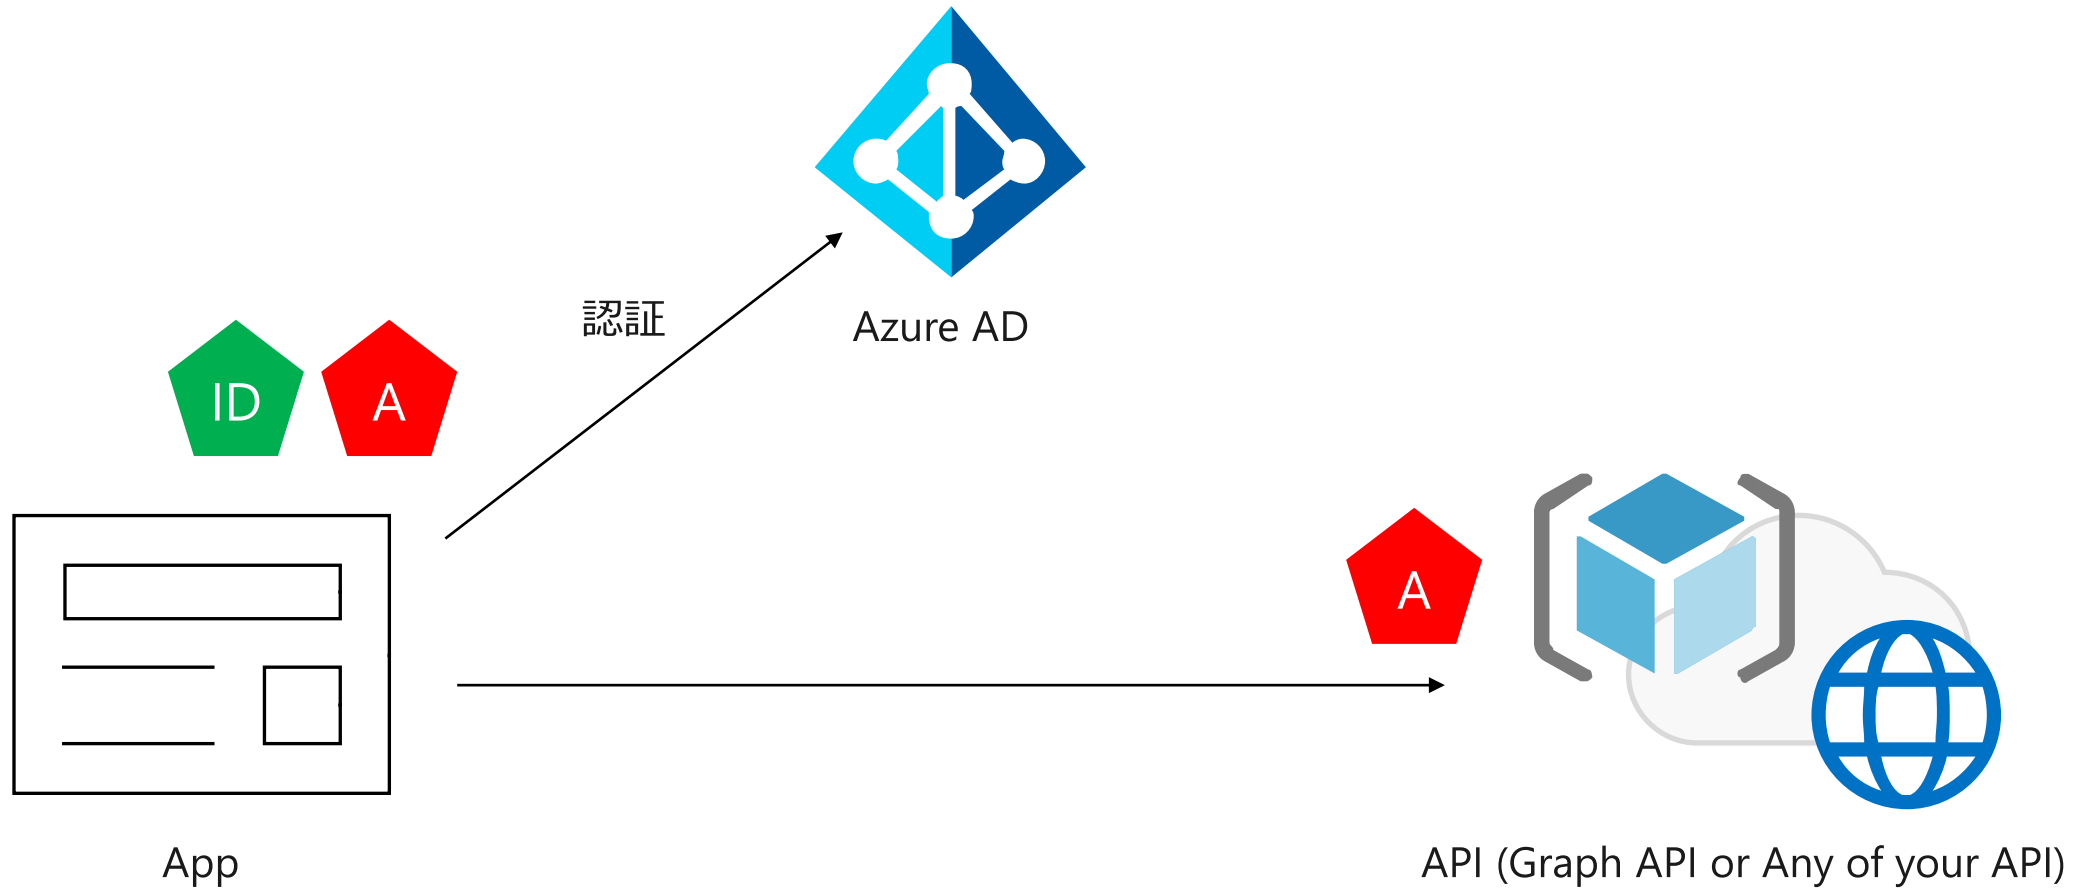 Azure AD
認証
ID
A
A
App
API (Graph API or Any of your API)